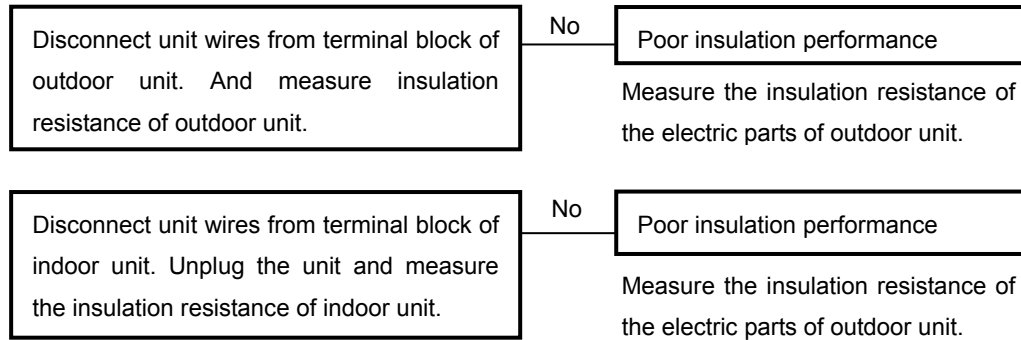 Disconnect unit wires from terminal block of
outdoor unit. And measure insulation
resistance of outdoor unit.
No
Poor insulation performance
Measure the insulation resistance of
the electric parts of outdoor unit.
Disconnect unit wires from terminal block of
indoor unit. Unplug the unit and measure
the insulation resistance of indoor unit.
No
Poor insulation performance
Measure the insulation resistance of
the electric parts of outdoor unit.